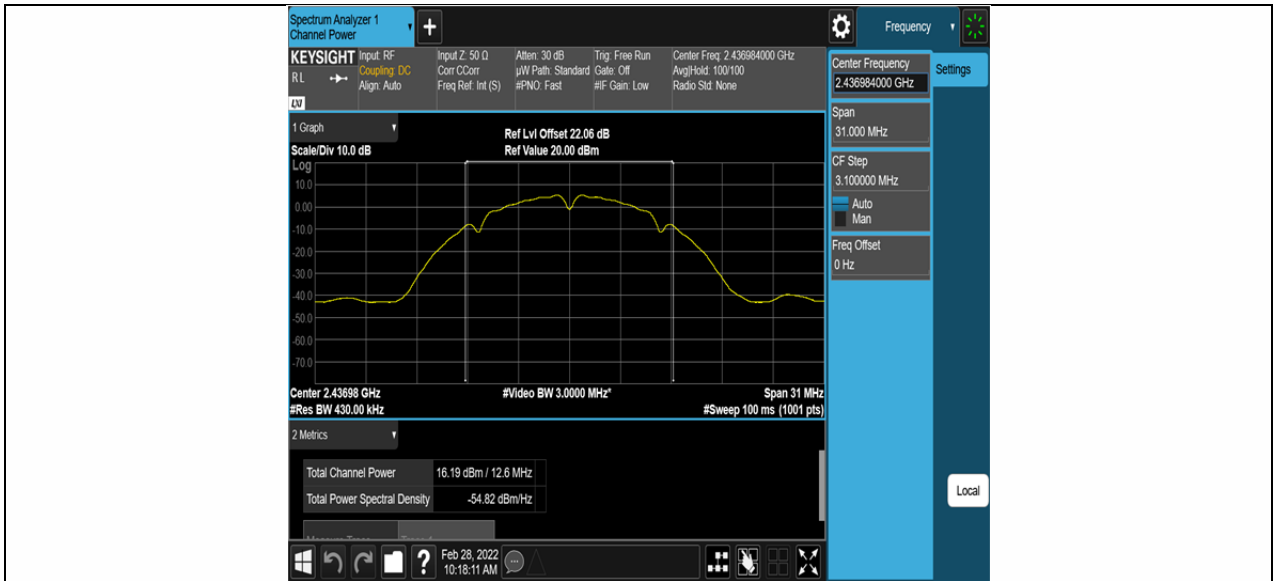 Spectrum Analyzer 1
Channel Power
+
Frequency
KEYSIGHT
RL
LXI
Input: RF
Coupling: DC
Align: Auto
Input Z: 50 Ω
Corr CCorr
Freq Ref: Int (S)
Atten: 30 dB
µW Path: Standard
#PNO: Fast
Trig: Free Run
Gate: Off
#IF Gain: Low
Center Freq: 2.436984000 GHz
Avg|Hold: 100/100
Radio Std: None
Center Frequency
2.436984000 GHz
Settings
Span
31.000 MHz
CF Step
3.100000 MHz
Auto
Man
Freq Offset
0 Hz
1 Graph
Scale/Div 10.0 dB
Ref Lvl Offset 22.06 dB
Ref Value 20.00 dBm
Log
10.0
0.00
-10.0
-20.0
-30.0
-40.0
-50.0
-60.0
-70.0
Center 2.43698 GHz
#Video BW 3.0000 MHz*
Span 31 MHz
#Res BW 430.00 kHz
#Sweep 100 ms (1001 pts)
2 Metrics
Total Channel Power
16.19 dBm / 12.6 MHz
Total Power Spectral Density
-54.82 dBm/Hz
Local
?
Feb 28, 2022
10:18:11 AM